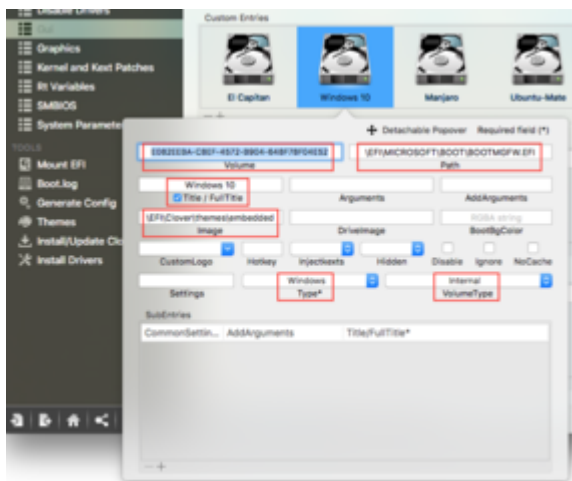 Disable Drivers
Gui
Graphics
Kernel and Kext Patches
Rt Variables
SMBIOS
System Parameters
TOOLS
Mount EFI
Boot.log
Generate Config
Themes
Install/Update Clo
Install Drivers
Custom Entries
El Capitan
Windows 10
Manjaro
Ubuntu-Mate
Detachable Popover Required field (*)
Volume
\EFI\MICROSOFT\BOOT\BOOTMGFW.EFI
Path
Windows 10
Title / FullTitle
Arguments
AddArguments
\EFI\Clover\themes\embedded
Image
DriveImage
RGBA string
BootBgColor
CustomLogo
Hotkey
InjectKexts
Hidden
Disable
Ignore
NoCache
Settings
Windows
Type*
Internal
VolumeType
SubEntries
CommonSettin... AddArguments Title/FullTitle*